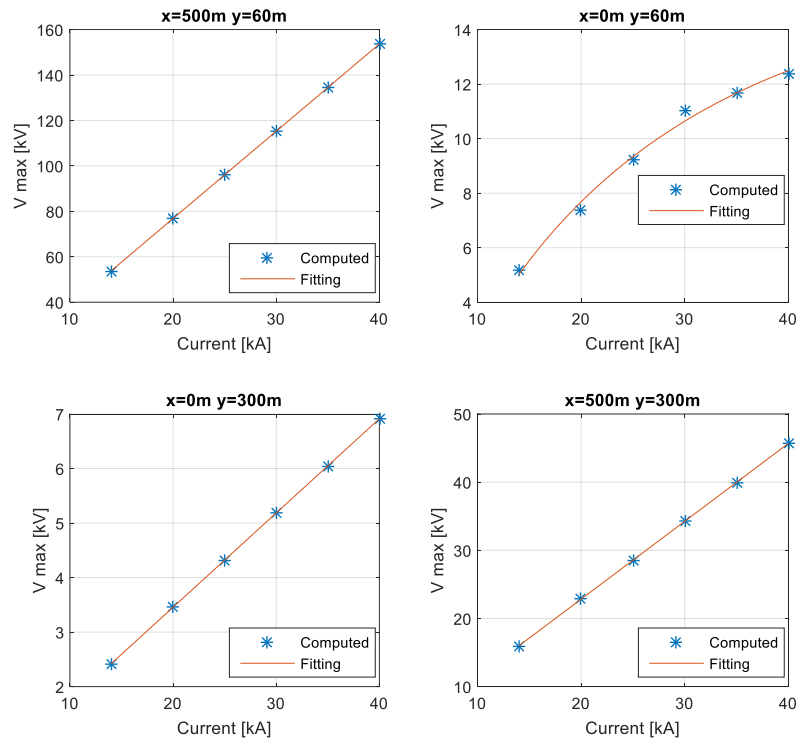 x=500m y=60m
160
140
120
100
80
60
40
V max [kV]
10
20
30
40
Current [kA]
Computed
Fitting
x=0m y=60m
14
12
10
8
6
4
V max [kV]
10
20
30
40
Current [kA]
Computed
Fitting
x=0m y=300m
7
6
5
4
3
2
V max [kV]
10
20
30
40
Current [kA]
Computed
Fitting
x=500m y=300m
50
40
30
20
10
V max [kV]
10
20
30
40
Current [kA]
Computed
Fitting